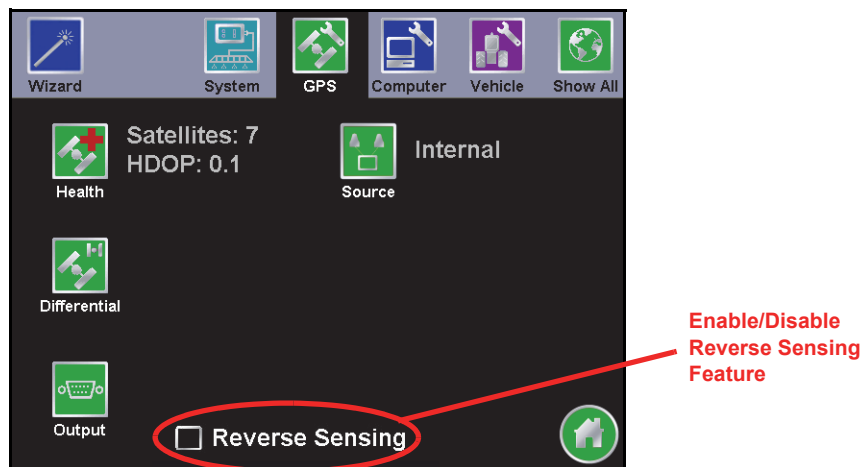 Wizard
System
GPS
Computer
Vehicle
Show All
Satellites: 7
HDOP: 0.1
Health
Internal
Source
Differential
Output
Reverse Sensing
Enable/Disable
Reverse Sensing
Feature